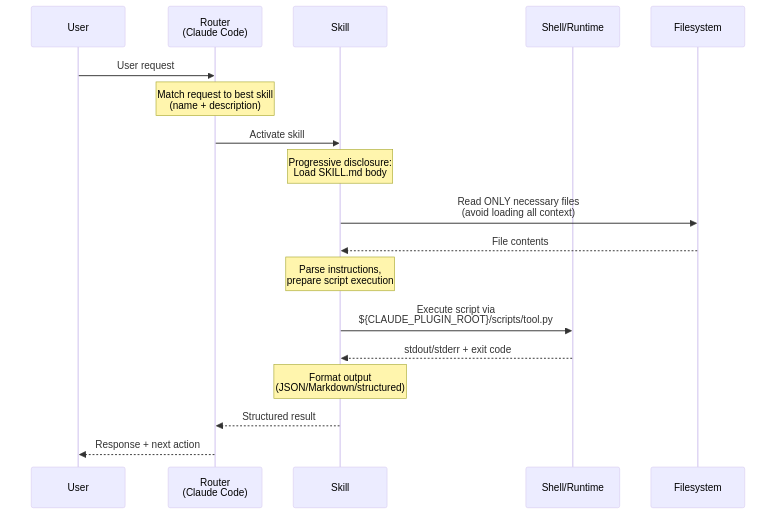 User
Router
(Claude Code)
Skill
Shell/Runtime
Filesystem
User request
Match request to best skill
(name + description)
Activate skill
Progressive disclosure:
Load SKILL.md body
Read ONLY necessary files
(avoid loading all context)
File contents
Parse instructions,
prepare script execution
Execute script via
${CLAUDE_PLUGIN_ROOT}/scripts/tool.py
stdout/stderr + exit code
Format output
(JSON/Markdown/structured)
Structured result
Response + next action
User
Router
(Claude Code)
Skill
Shell/Runtime
Filesystem